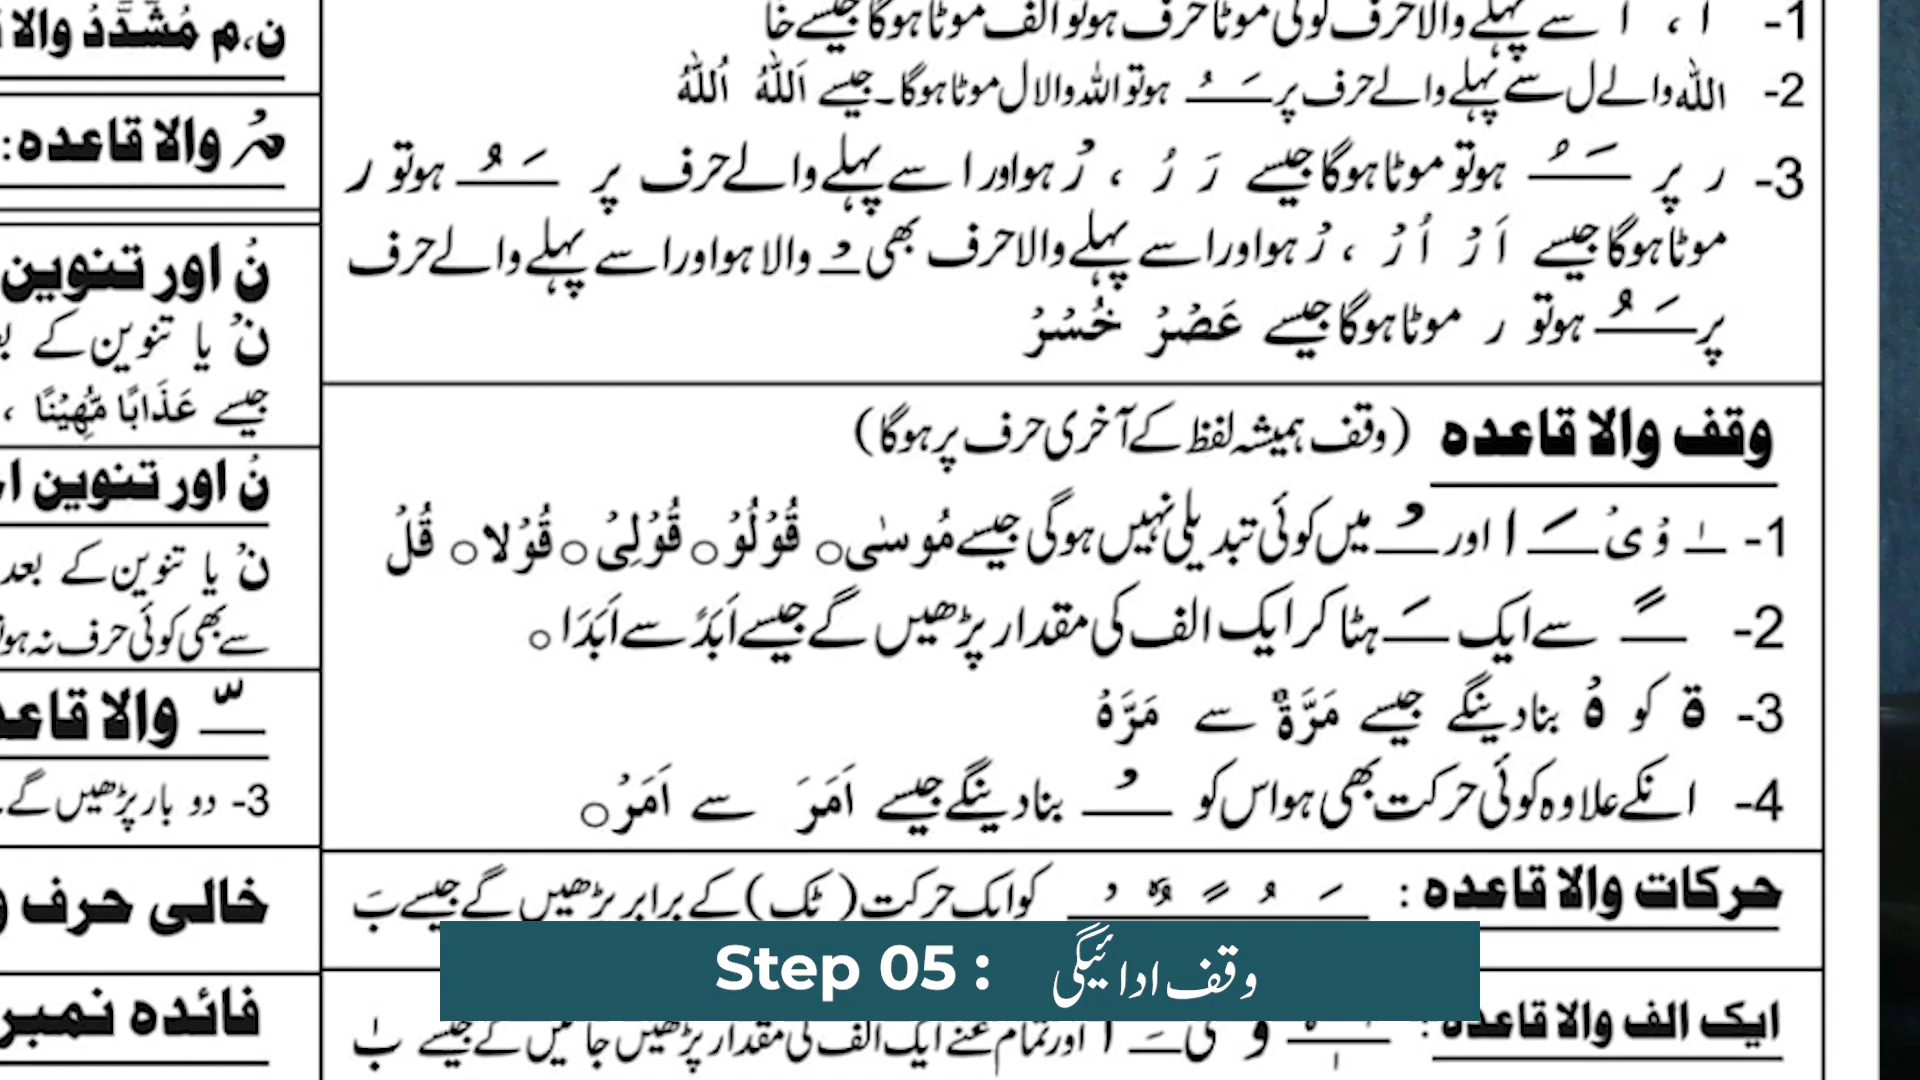 1- ا ، ا سے پہلے والا حرف کوئی موٹا حرف ہو تو الف موٹا ہوگا جیسے خَا
2- اللہ والے ل سے پہلے والے حرف پر ـَـ ـُـ ہو تو اللہ والا ل موٹا ہوگا۔ جیسے اَللّٰہُ اُللّٰہُ
3- ر پر ـَـ ـُـ ہو تو موٹا ہوگا جیسے رَ رُ ، رْ ہو اور ا سے پہلے والے حرف پر ـَـ ـُـ ہو تو ر
موٹا ہوگا جیسے اَرْ اُرْ ، رْ ہو اور اسے پہلے والا حرف بھی ـْـ والا ہو اور اسے پہلے والے حرف
پر ـَـ ـُـ ہو تو ر موٹا ہوگا جیسے عَصْرْ خُسْرْ
وقف والا قاعدہ (وقف ہمیشہ لفظ کے آخری حرف پر ہوگا)
1- ـٰـ وْ یْ ـَـ ا اور ـْـ میں کوئی تبدیلی نہیں ہوگی جیسے مُوسٰی○ قُوْلُوْ○ قُوْلِیْ○ قُوْلَا○ قُلْ
2- ـًـ سے ایک ـَـ ہٹا کر ایک الف کی مقدار پڑھیں گے جیسے اَبَدً سے اَبَدَا○
3- ة کو ہْ بنا دینگے جیسے مَرَّةٌ سے مَرَّہْ
4- انکے علاوہ کوئی حرکت بھی ہو اس کو ـْـ بنا دینگے جیسے اَمَرَ سے اَمَرْ○
حرکات والا قاعدہ : ـَـ ـُـ ـًـ ـٌـ ـْـ کو ایک حرکت (ٹک) کے برابر پڑھیں گے جیسے بَ
ایک الف والا قاعدہ : و ی ـَـ ا اور تمام غنے ایک الف کی مقدار پڑھیں جائیں گے جیسے بٰ
ن،م مُشَدَّدْ والا
والا قاعدہ:
نْ اور تنوین
نْ یا تنوین کے
جیسے عَذَابًا مُّهِيْنًا ،
نْ اور تنوین
نْ یا تنوین کے بعد
سے بھی کوئی حرف نہ ہو
ـّـ والا
3- دو بار پڑھیں گے۔
خالی حرف
فائدہ نمبر
Step 05 : وقف ادائیگی